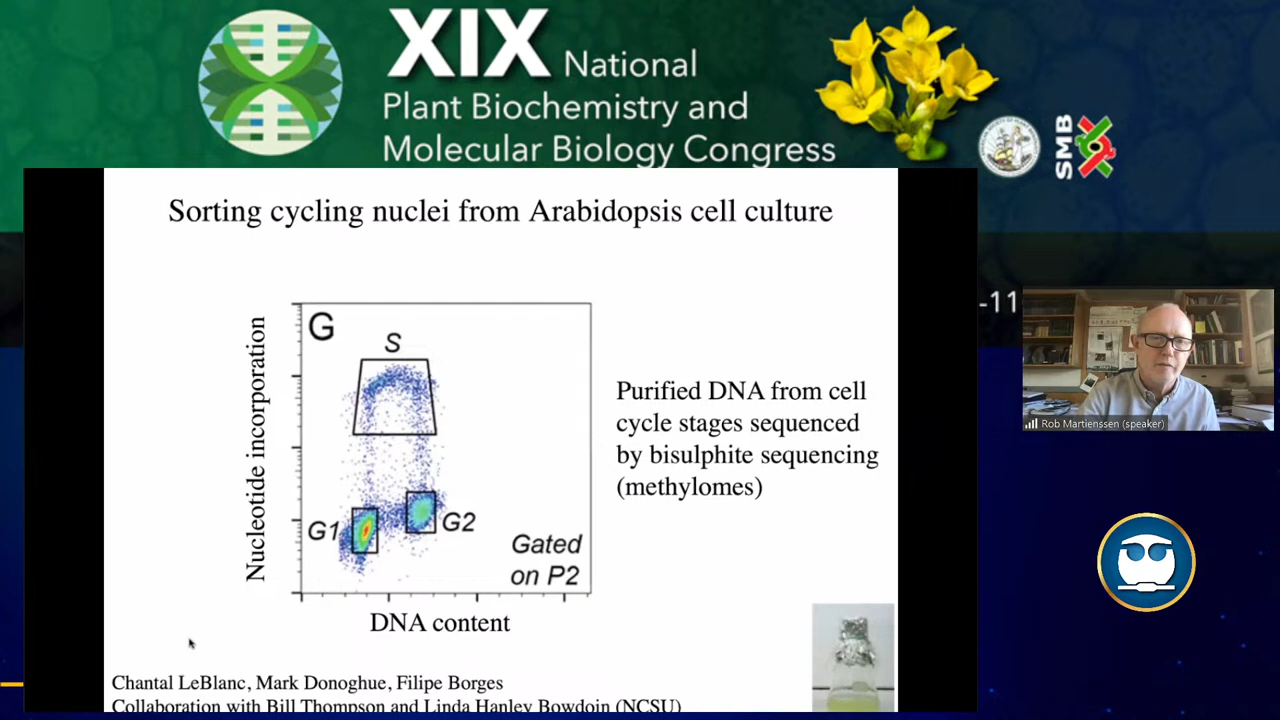 XIX National
Plant Biochemistry and
Molecular Biology Congress
SMB
-11
Sorting cycling nuclei from Arabidopsis cell culture
G
S
G1
G2
Gated
on P2
Nucleotide incorporation
DNA content
Purified DNA from cell
cycle stages sequenced
by bisulphite sequencing
(methylomes)
Rob Martienssen (speaker)
Chantal LeBlanc, Mark Donoghue, Filipe Borges
Collaboration with Bill Thompson and Linda Hanley Bowdoin (NCSU)